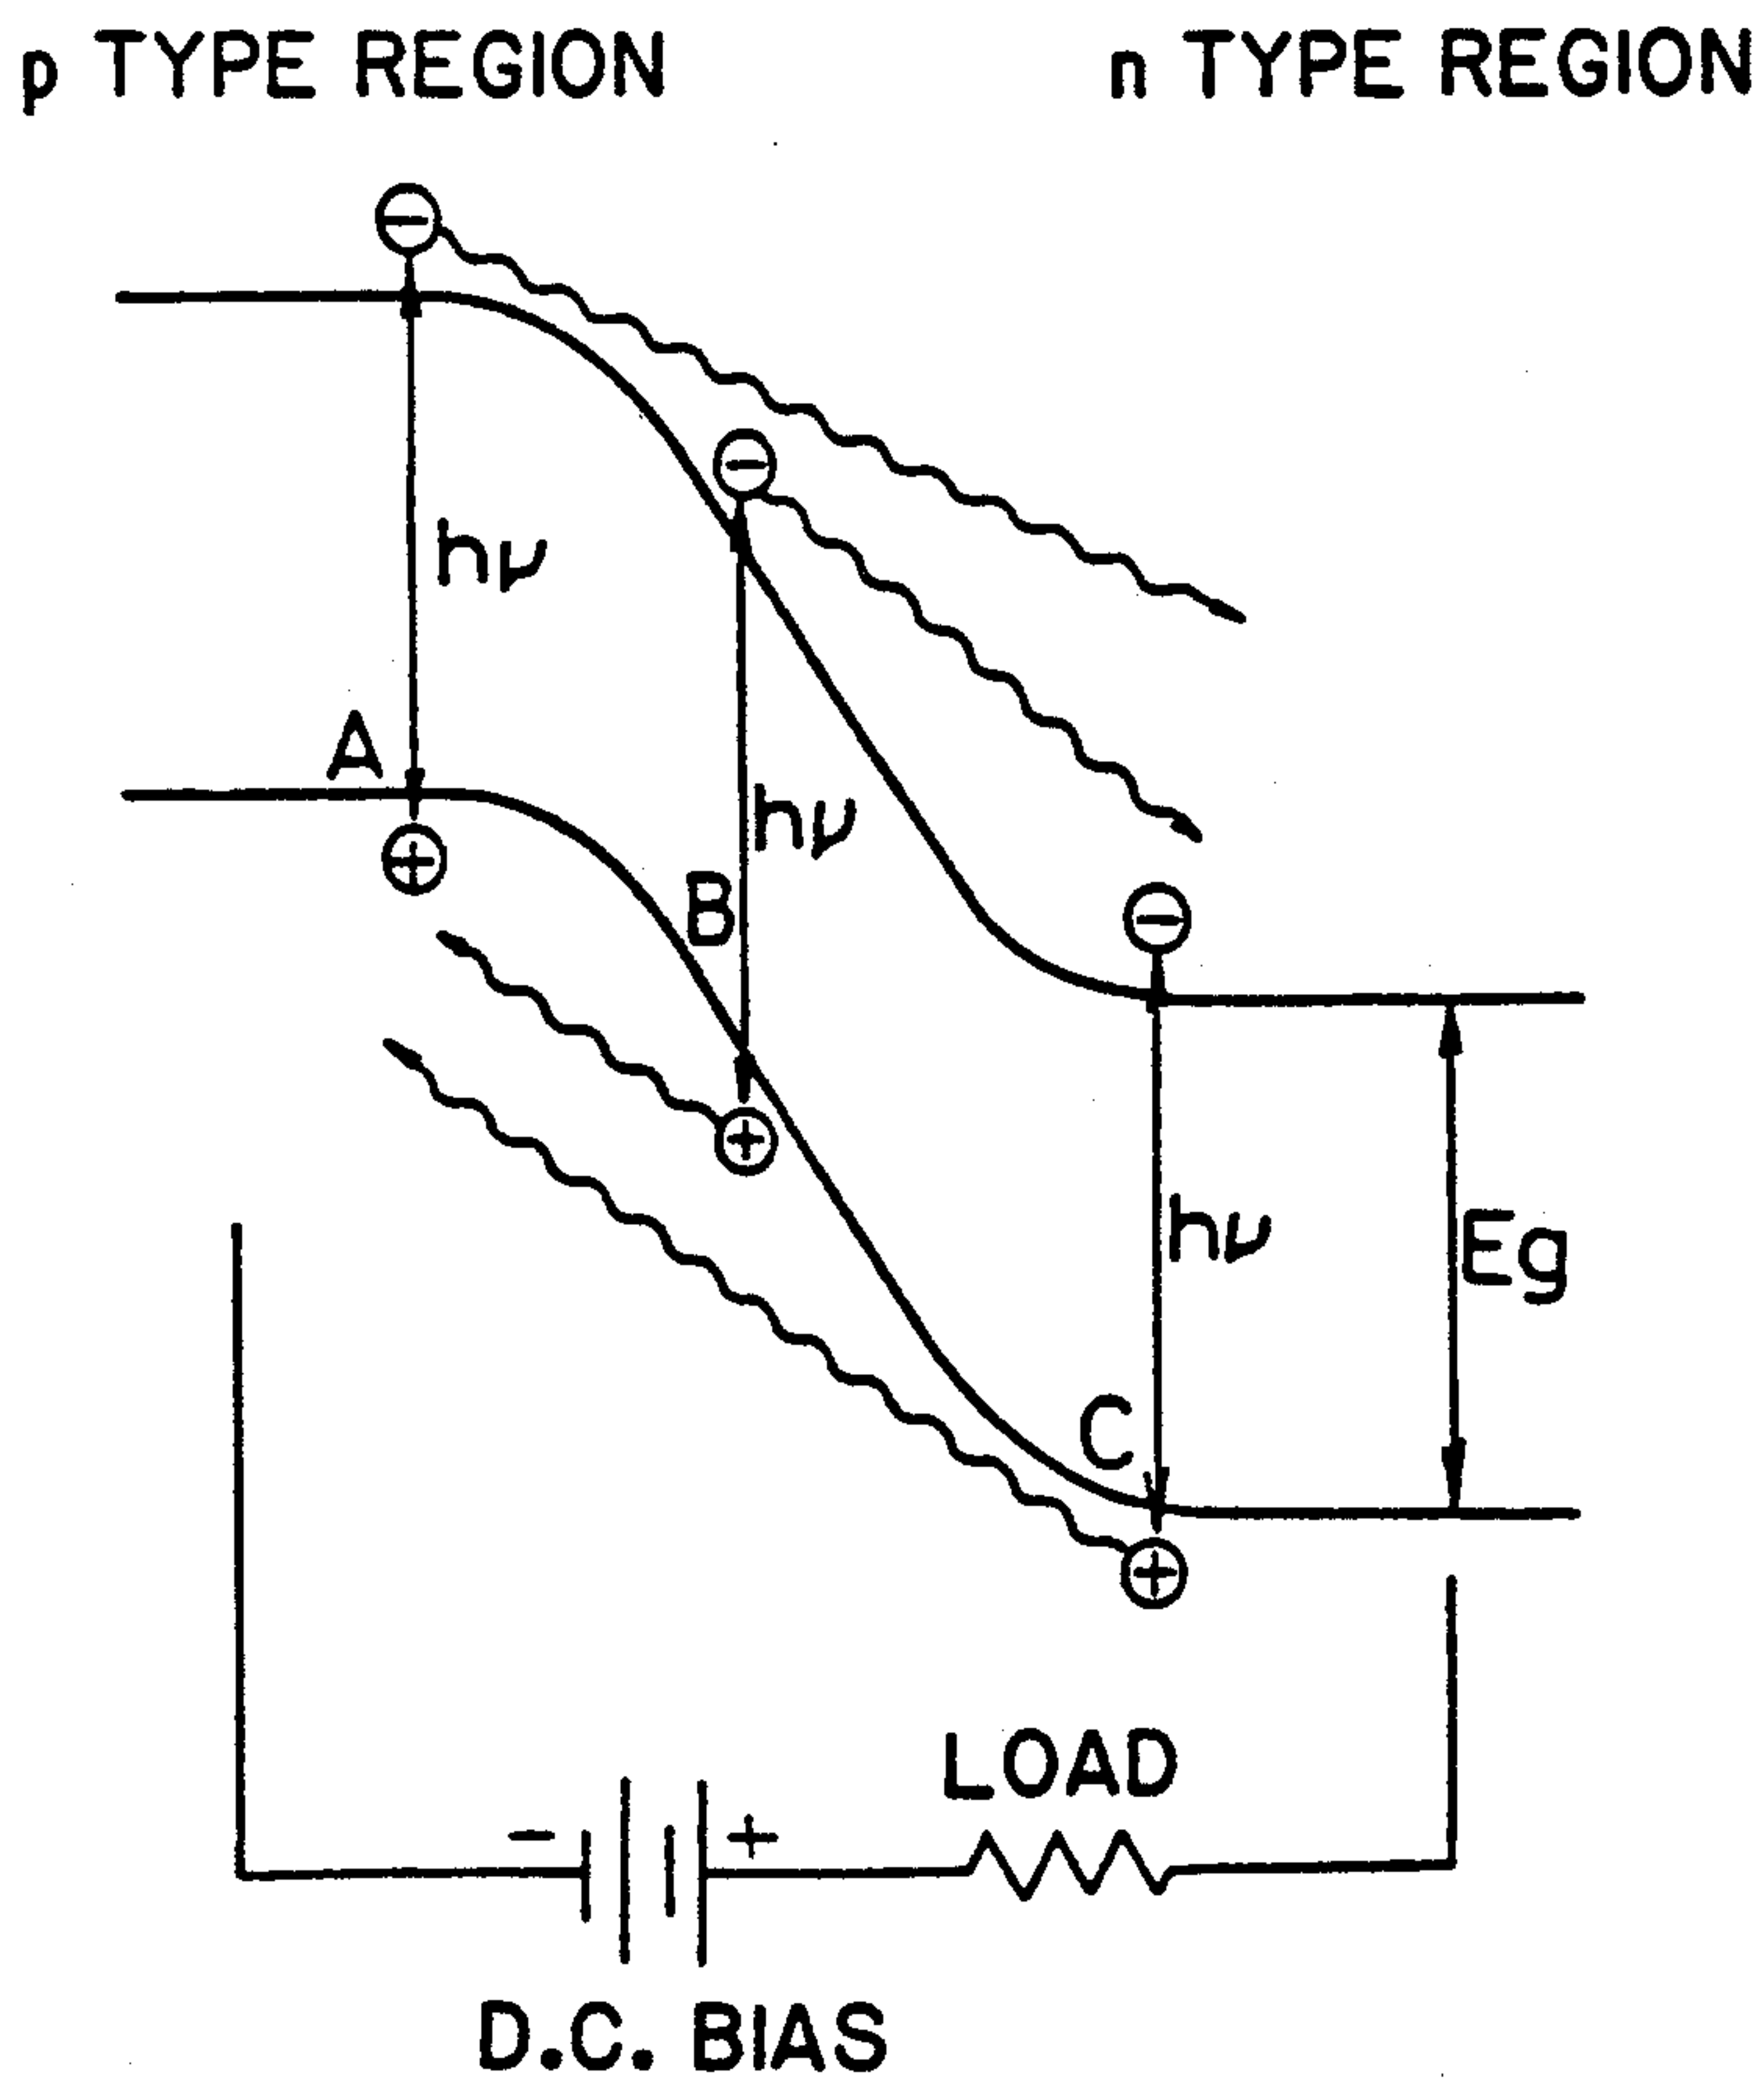 p TYPE REGION
n TYPE REGION
−
−
hν
A
hν
+
B
−
+
hν
Eg
C
+
LOAD
− +
D.C. BIAS